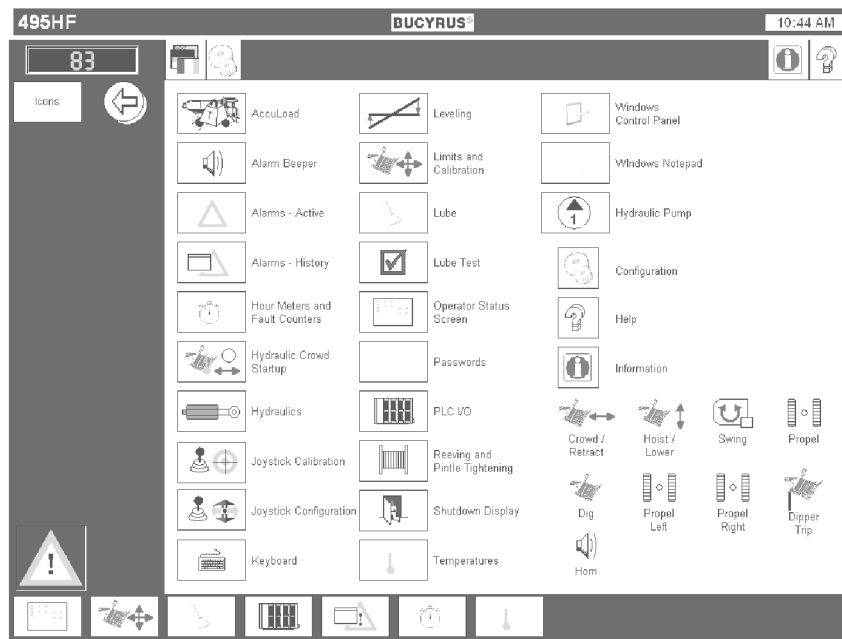 495HF
BUCYRUS®
10:44 AM
83
Icons
AccuLoad
Leveling
Windows
Control Panel
Alarm Beeper
Limits and
Calibration
WIndows Notepad
Alarms - Active
Lube
1
Hydraulic Pump
Alarms - History
Lube Test
Configuration
Hour Meters and
Fault Counters
Operator Status
Screen
Help
Hydraulic Crowd
Startup
Passwords
Information
Hydraulics
PLC I/O
Crowd /
Retract
Hoist /
Lower
Swing
Propel
Joystick Calibration
Reeving and
Pintle Tightening
Joystick Configuration
Shutdown Display
Dig
Propel
Left
Propel
Right
Dipper
Trip
Keyboard
Temperatures
Horn